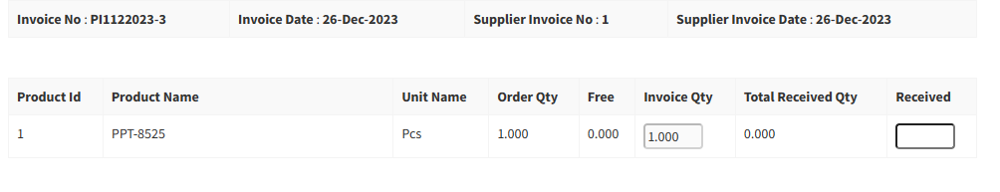 Invoice No : PI1122023-3 Invoice Date : 26-Dec-2023 Supplier Invoice No : 1 Supplier Invoice Date : 26-Dec-2023
Product Id Product Name Unit Name Order Qty Free Invoice Qty Total Received Qty Received
1 PPT-8525 Pcs 1.000 0.000 1.000 0.000